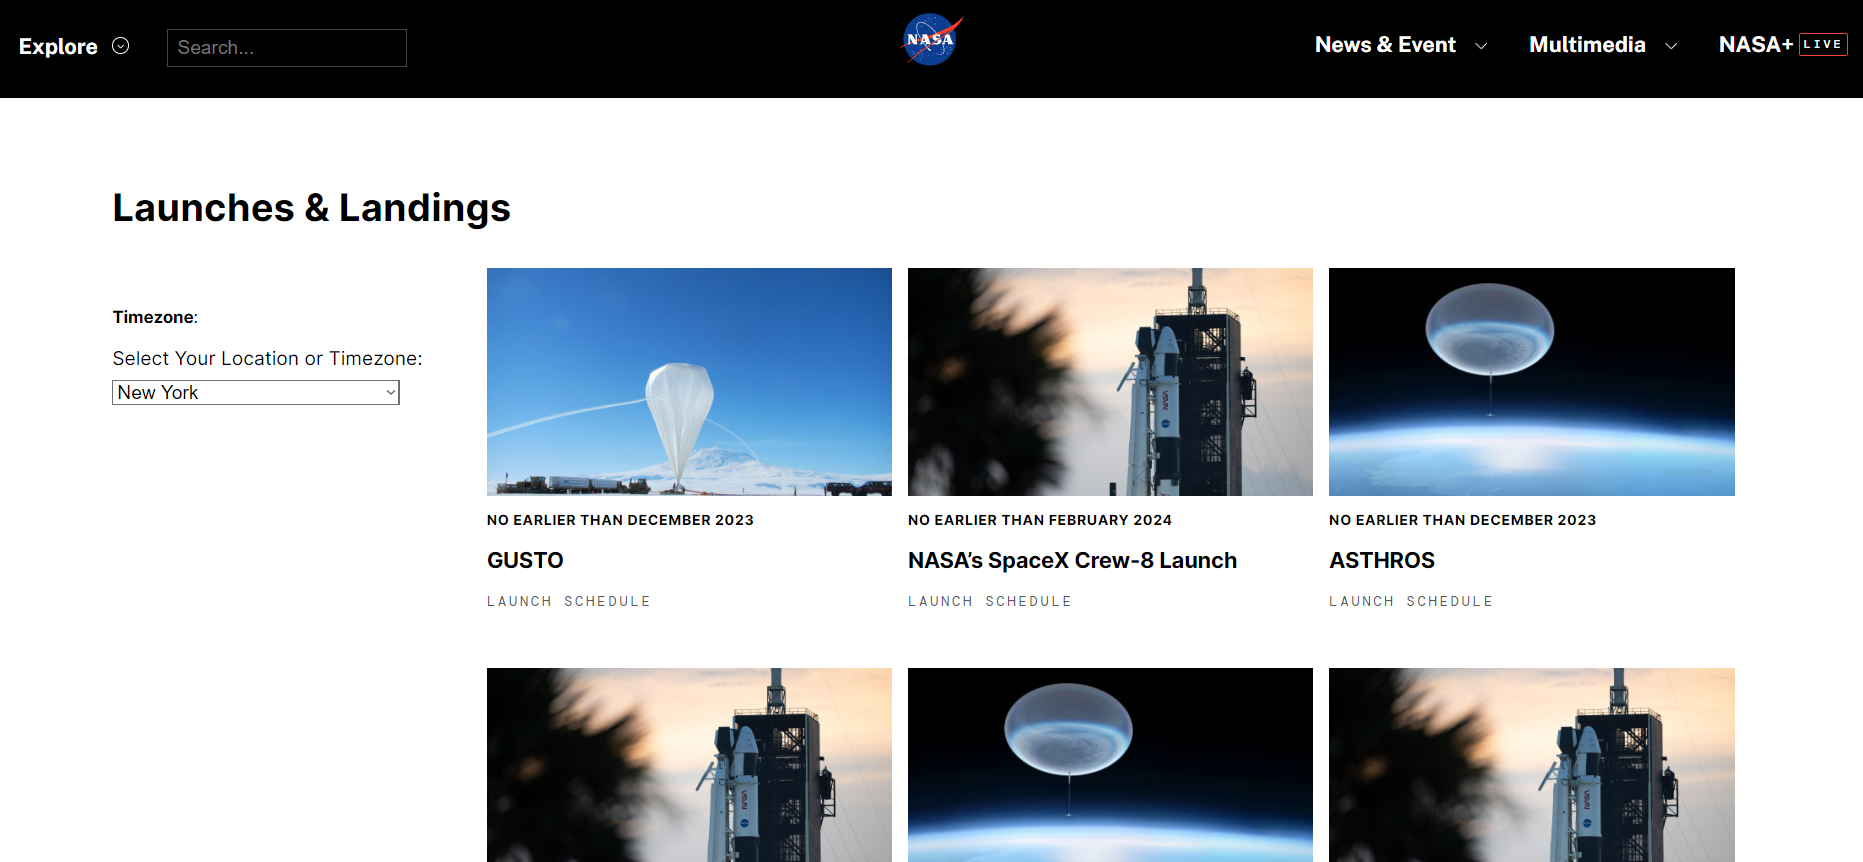 Explore
Search...
NASA
News & Event
Multimedia
NASA+ LIVE
Launches & Landings
Timezone:
Select Your Location or Timezone:
New York
NO EARLIER THAN DECEMBER 2023
GUSTO
LAUNCH SCHEDULE
NO EARLIER THAN FEBRUARY 2024
NASA’s SpaceX Crew-8 Launch
LAUNCH SCHEDULE
NO EARLIER THAN DECEMBER 2023
ASTHROS
LAUNCH SCHEDULE